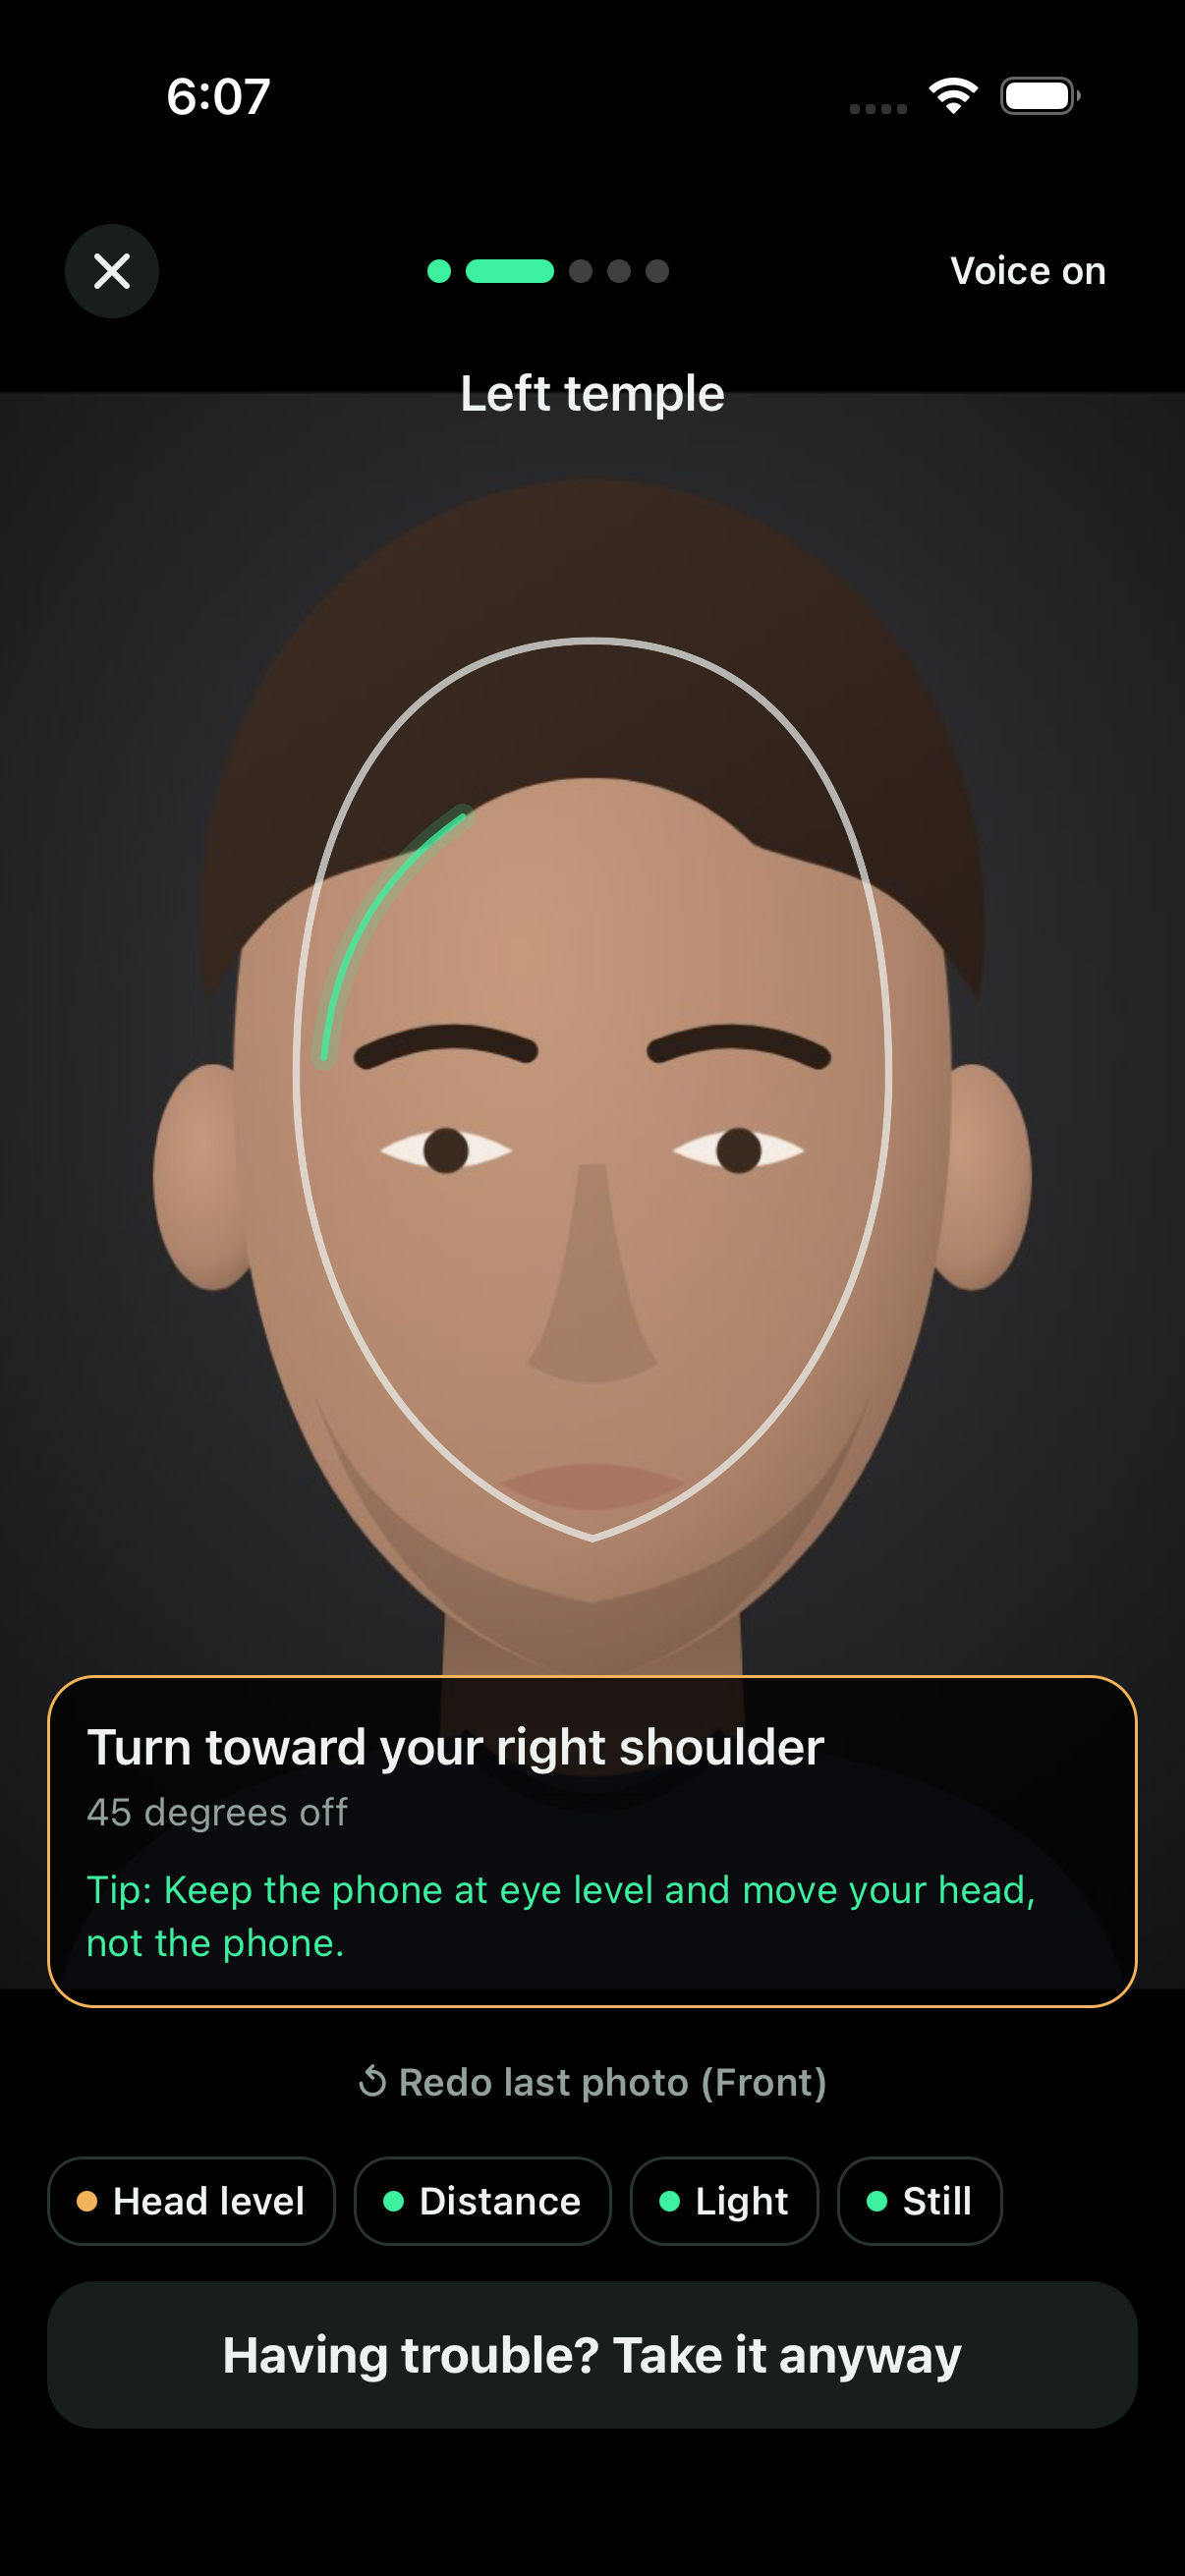 6:07
Voice on
Left temple
Turn toward your right shoulder
45 degrees off
Tip: Keep the phone at eye level and move your head,
not the phone.
Redo last photo (Front)
Head level
Distance
Light
Still
Having trouble? Take it anyway